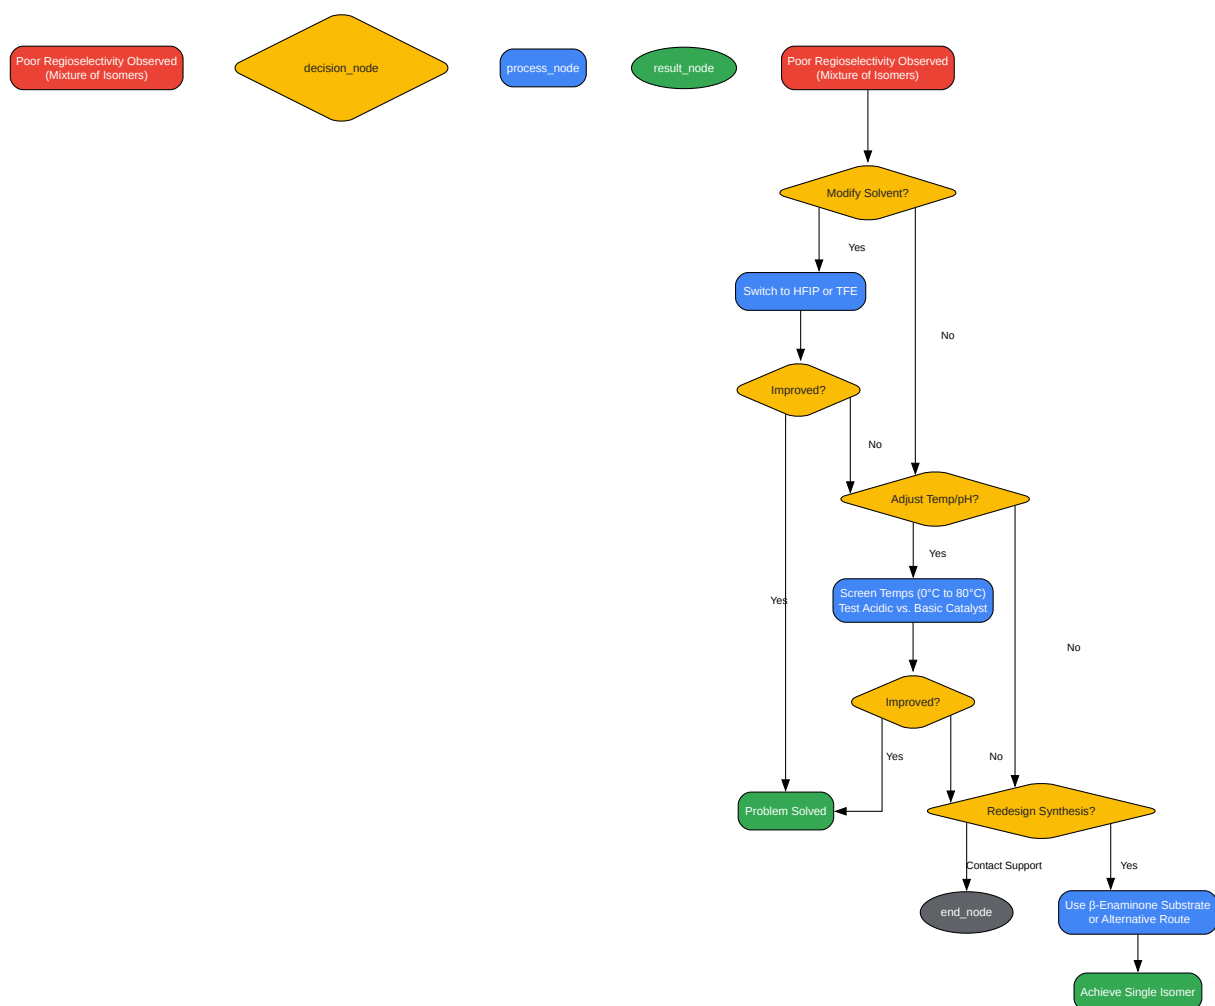 Poor Regioselectivity Observed
(Mixture of Isomers)
decision_node
process_node
result_node
Poor Regioselectivity Observed
(Mixture of Isomers)
Modify Solvent?
Yes
Switch to HFIP or TFE
No
Improved?
No
Adjust Temp/pH?
Yes
Screen Temps (0°C to 80°C)
Test Acidic vs. Basic Catalyst
Yes
No
Improved?
Yes
No
Problem Solved
Redesign Synthesis?
Contact Support
Yes
end_node
Use β-Enaminone Substrate
or Alternative Route
Achieve Single Isomer